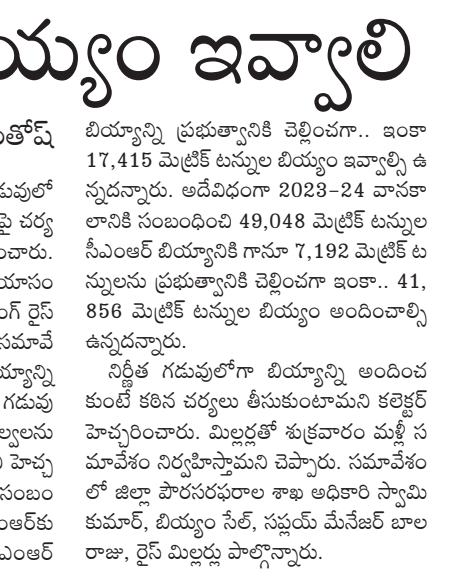 య్యం ఇవ్వాలి
తోష్
డువులో
పై చర్య
చారు.
యాసం
గ్ రైస్
సమావే
య్యాన్ని
గడువు
ల్వలను
హెచ్చ
సంబం
ఎంఆర్‌కు
ఎంఆర్
బియ్యాన్ని ప్రభుత్వానికి చెల్లించగా.. ఇంకా
17,415 మెట్రిక్ టన్నుల బియ్యం ఇవ్వాల్సి ఉ
న్నదన్నారు. అదేవిధంగా 2023-24 వానకా
లానికి సంబంధించి 49,048 మెట్రిక్ టన్నుల
సీఎంఆర్ బియ్యానికి గానూ 7,192 మెట్రిక్ ట
న్నులను ప్రభుత్వానికి చెల్లించగా ఇంకా.. 41,
856 మెట్రిక్ టన్నుల బియ్యం అందించాల్సి
ఉన్నదన్నారు.
నిర్ణీత గడువులోగా బియ్యాన్ని అందించ
కుంటే కఠిన చర్యలు తీసుకుంటామని కలెక్టర్
హెచ్చరించారు. మిల్లర్లతో శుక్రవారం మళ్లీ స
మావేశం నిర్వహిస్తామని చెప్పారు. సమావేశం
లో జిల్లా పౌరసరఫరాల శాఖ అధికారి స్వామి
కుమార్, బియ్యం సేల్, సప్లయ్ మేనేజర్ బాల
రాజు, రైస్ మిల్లర్లు పాల్గొన్నారు.